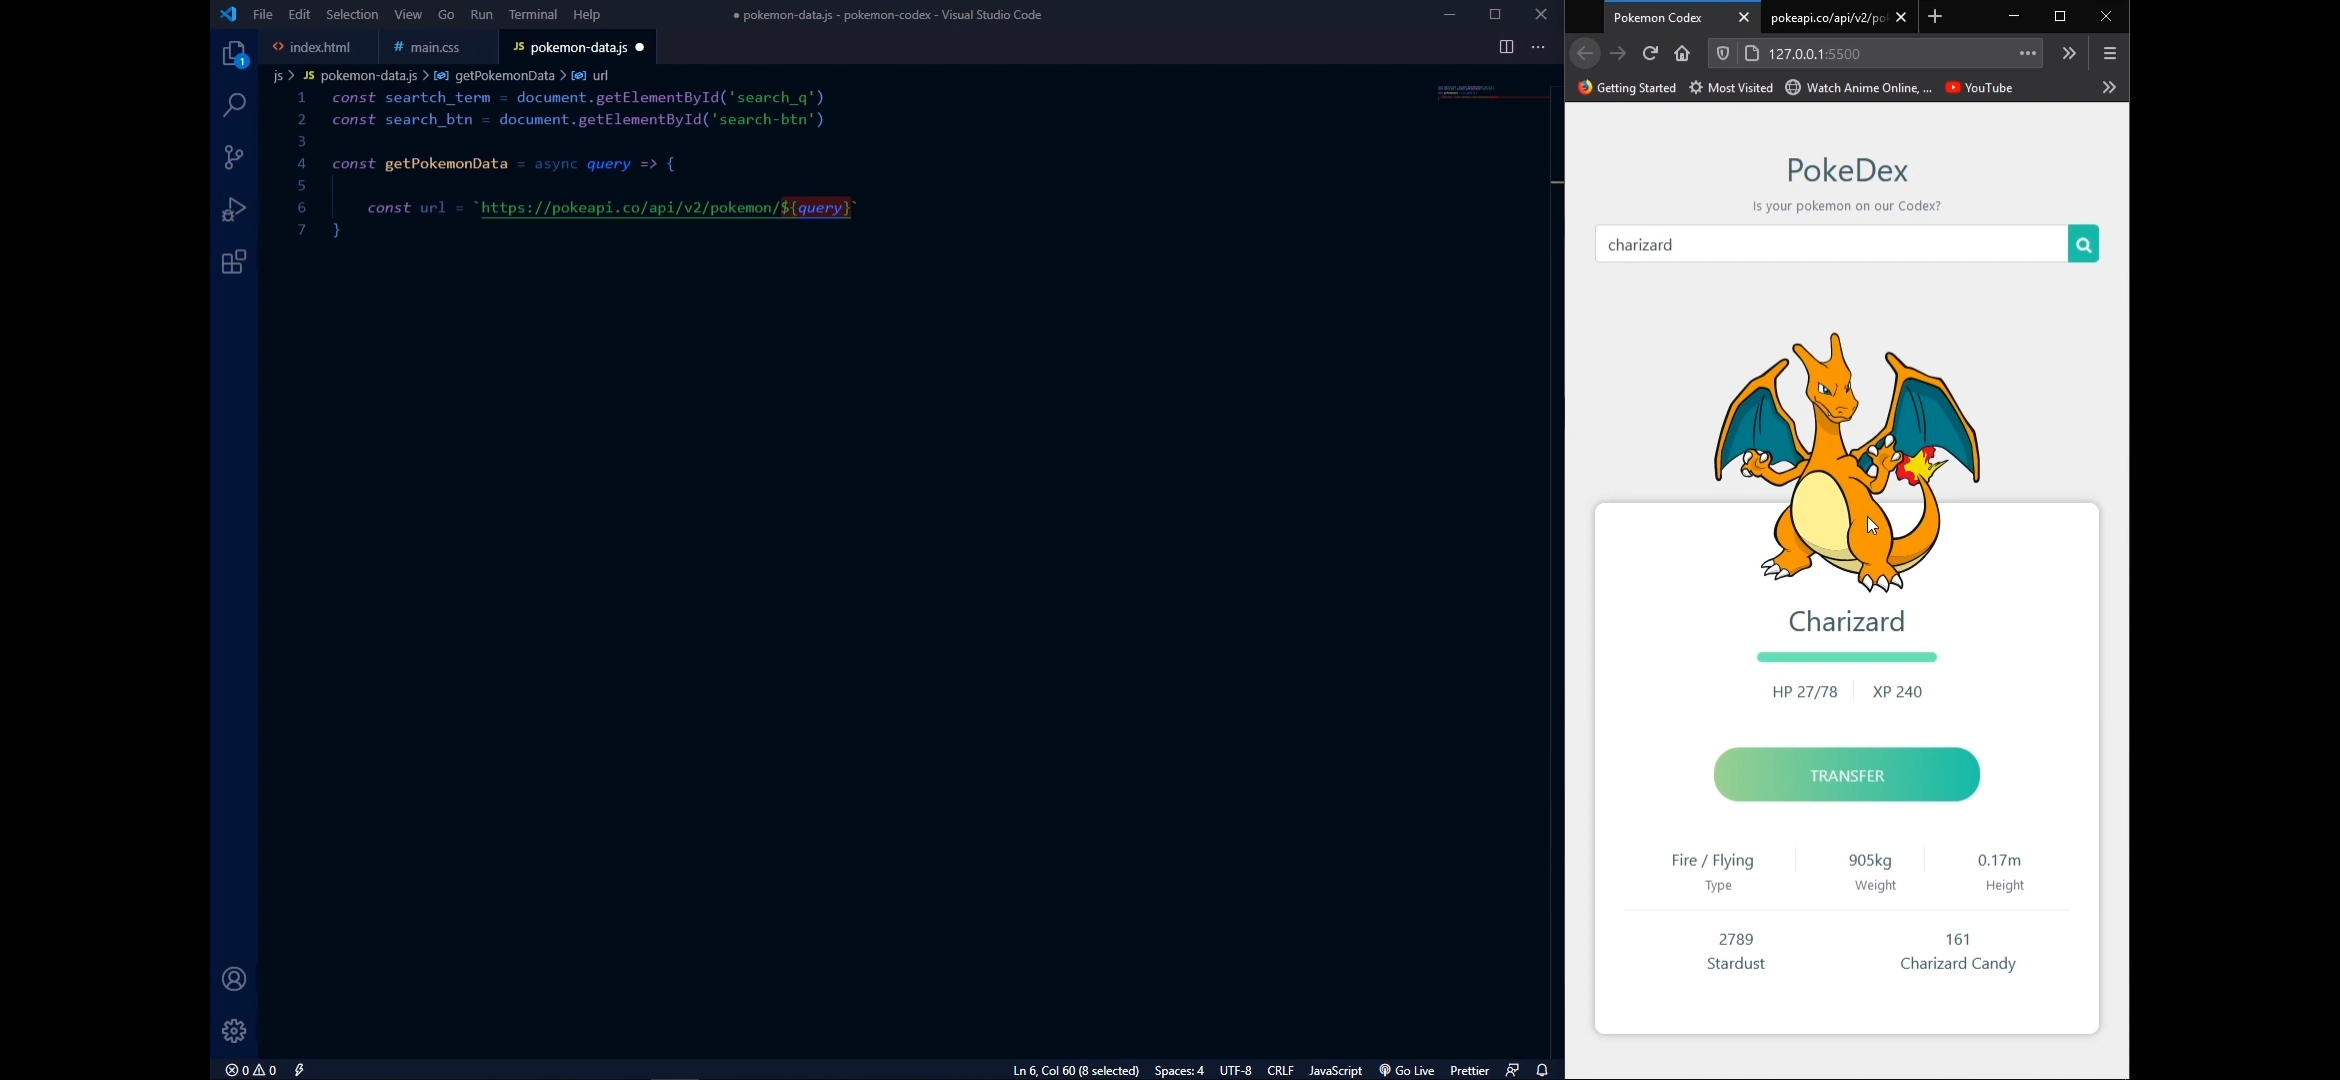 File Edit Selection View Go Run Terminal Help
● pokemon-data.js - pokemon-codex - Visual Studio Code
index.html
# main.css
JS pokemon-data.js ●
js > JS pokemon-data.js > getPokemonData > url
1 const seartch_term = document.getElementById('search_q')
2 const search_btn = document.getElementById('search-btn')
3
4 const getPokemonData = async query => {
5
6 const url = `https://pokeapi.co/api/v2/pokemon/${query}`
7 }
1
0 0
Ln 6, Col 60 (8 selected) Spaces: 4 UTF-8 CRLF JavaScript Go Live Prettier
Pokemon Codex
pokeapi.co/api/v2/po
127.0.0.1:5500
Getting Started Most Visited Watch Anime Online, ... YouTube
PokeDex
Is your pokemon on our Codex?
charizard
Charizard
HP 27/78 XP 240
TRANSFER
Fire / Flying 905kg 0.17m
Type Weight Height
2789 161
Stardust Charizard Candy